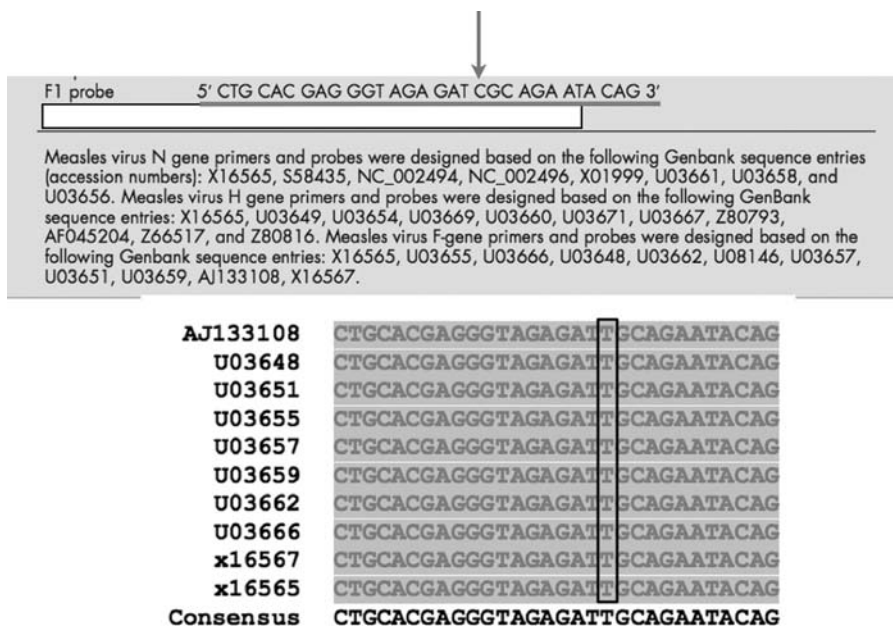 F1 probe 5′ CTG CAC GAG GGT AGA GAT CGC AGA ATA CAG 3′
Measles virus N gene primers and probes were designed based on the following Genbank sequence entries
(accession numbers): X16565, S58435, NC_002494, NC_002496, X01999, U03661, U03658, and
U03656. Measles virus H gene primers and probes were designed based on the following GenBank
sequence entries: X16565, U03649, U03654, U03669, U03660, U03671, U03667, Z80793,
AF045204, Z66517, and Z80816. Measles virus F-gene primers and probes were designed based on the
following Genbank sequence entries: X16565, U03655, U03666, U03648, U03662, U08146, U03657,
U03651, U03659, AJ133108, X16567.
AJ133108 CTGCACGAGGGTAGAGATTGCAGAATACAG
U03648 CTGCACGAGGGTAGAGATTGCAGAATACAG
U03651 CTGCACGAGGGTAGAGATTGCAGAATACAG
U03655 CTGCACGAGGGTAGAGATTGCAGAATACAG
U03657 CTGCACGAGGGTAGAGATTGCAGAATACAG
U03659 CTGCACGAGGGTAGAGATTGCAGAATACAG
U03662 CTGCACGAGGGTAGAGATTGCAGAATACAG
U03666 CTGCACGAGGGTAGAGATTGCAGAATACAG
x16567 CTGCACGAGGGTAGAGATTGCAGAATACAG
x16565 CTGCACGAGGGTAGAGATTGCAGAATACAG
Consensus CTGCACGAGGGTAGAGATTGCAGAATACAG